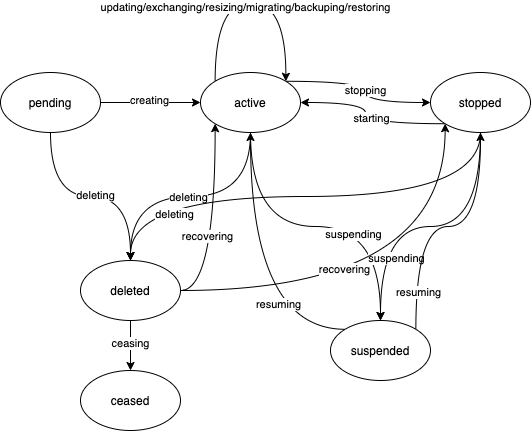 updating/exchanging/resizing/migrating/backuping/restoring
pending
creating
active
stopping
starting
stopped
deleting
deleting
deleting
recovering
suspending
suspending
recovering
deleted
resuming
resuming
ceasing
suspended
ceased